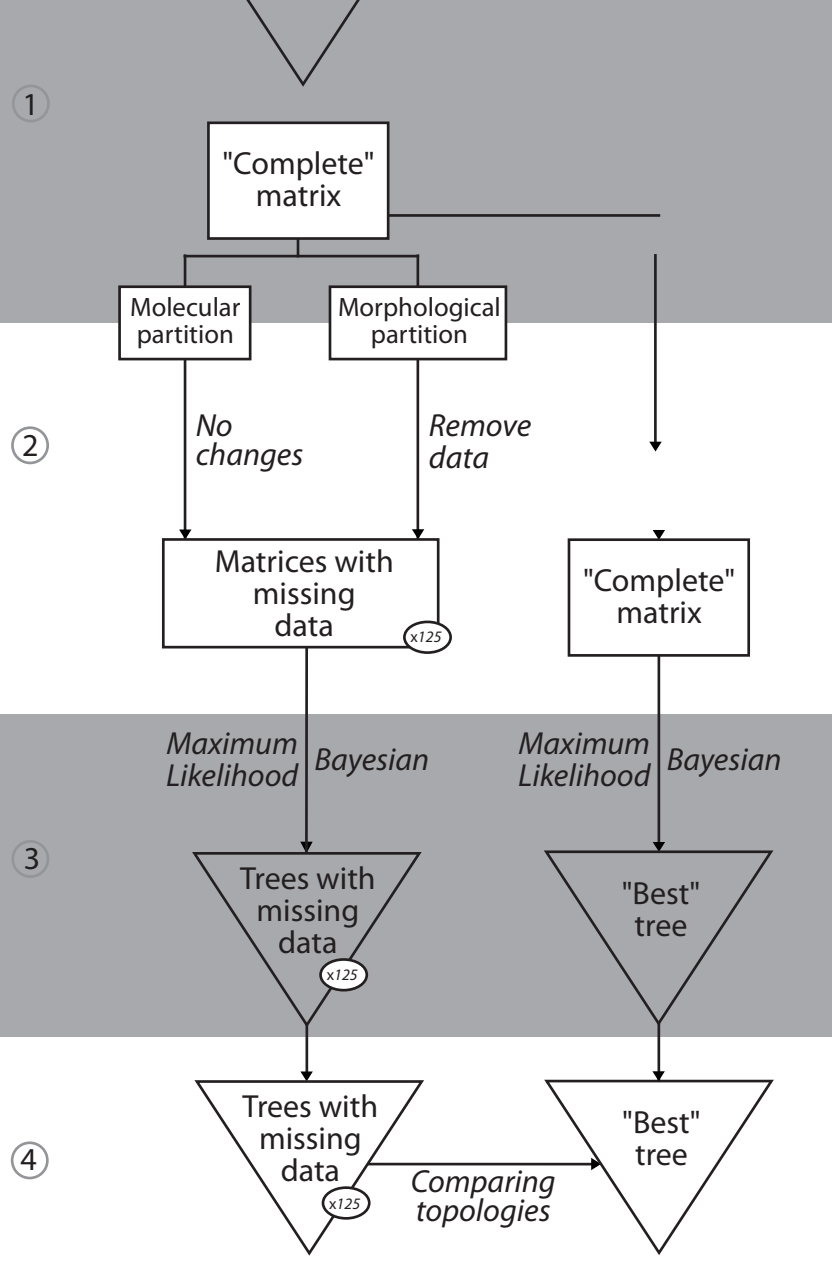 1
"Complete"
matrix
Molecular
partition
Morphological
partition
2
No
changes
Remove
data
Matrices with
missing
data
x125
"Complete"
matrix
Maximum
Likelihood
Bayesian
Maximum
Likelihood
Bayesian
3
Trees with
missing
data
x125
"Best"
tree
4
Trees with
missing
data
x125
Comparing
topologies
"Best"
tree